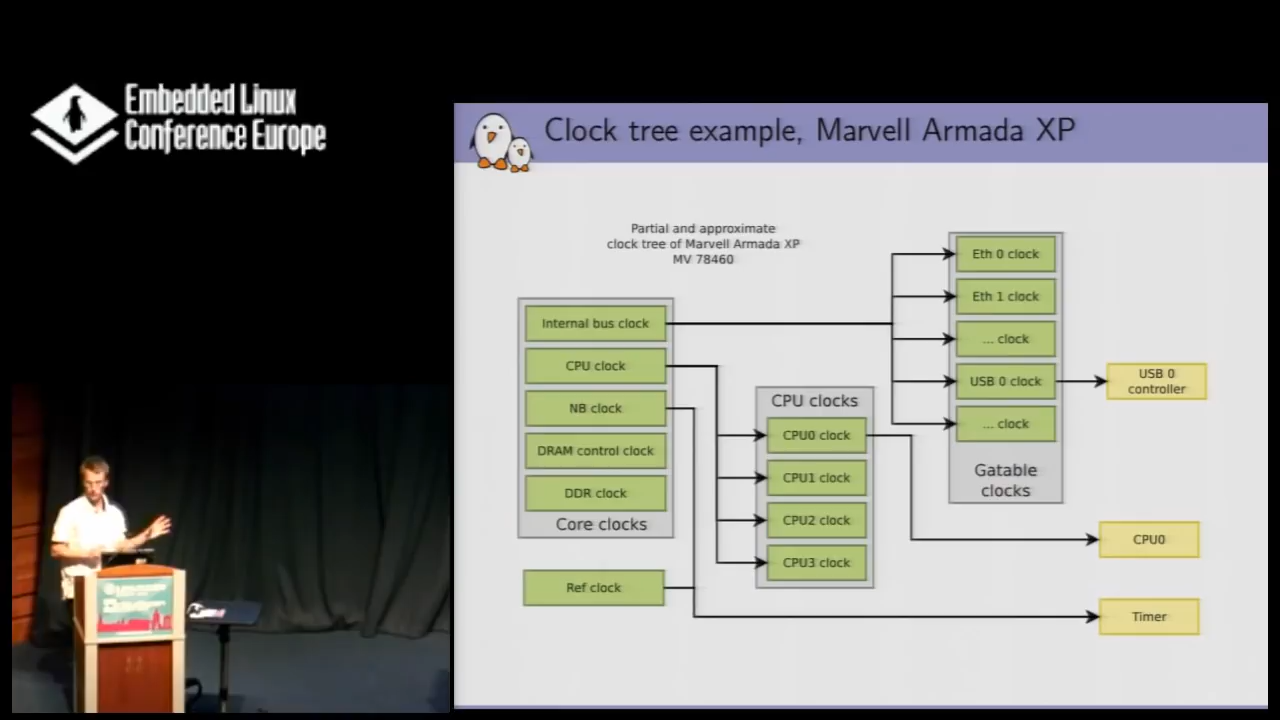 Embedded Linux
Conference Europe
Clock tree example, Marvell Armada XP
Partial and approximate
clock tree of Marvell Armada XP
MV 78460
Internal bus clock
CPU clock
NB clock
DRAM control clock
DDR clock
Core clocks
Ref clock
CPU clocks
CPU0 clock
CPU1 clock
CPU2 clock
CPU3 clock
Eth 0 clock
Eth 1 clock
... clock
USB 0 clock
... clock
Gatable
clocks
USB 0
controller
CPU0
Timer